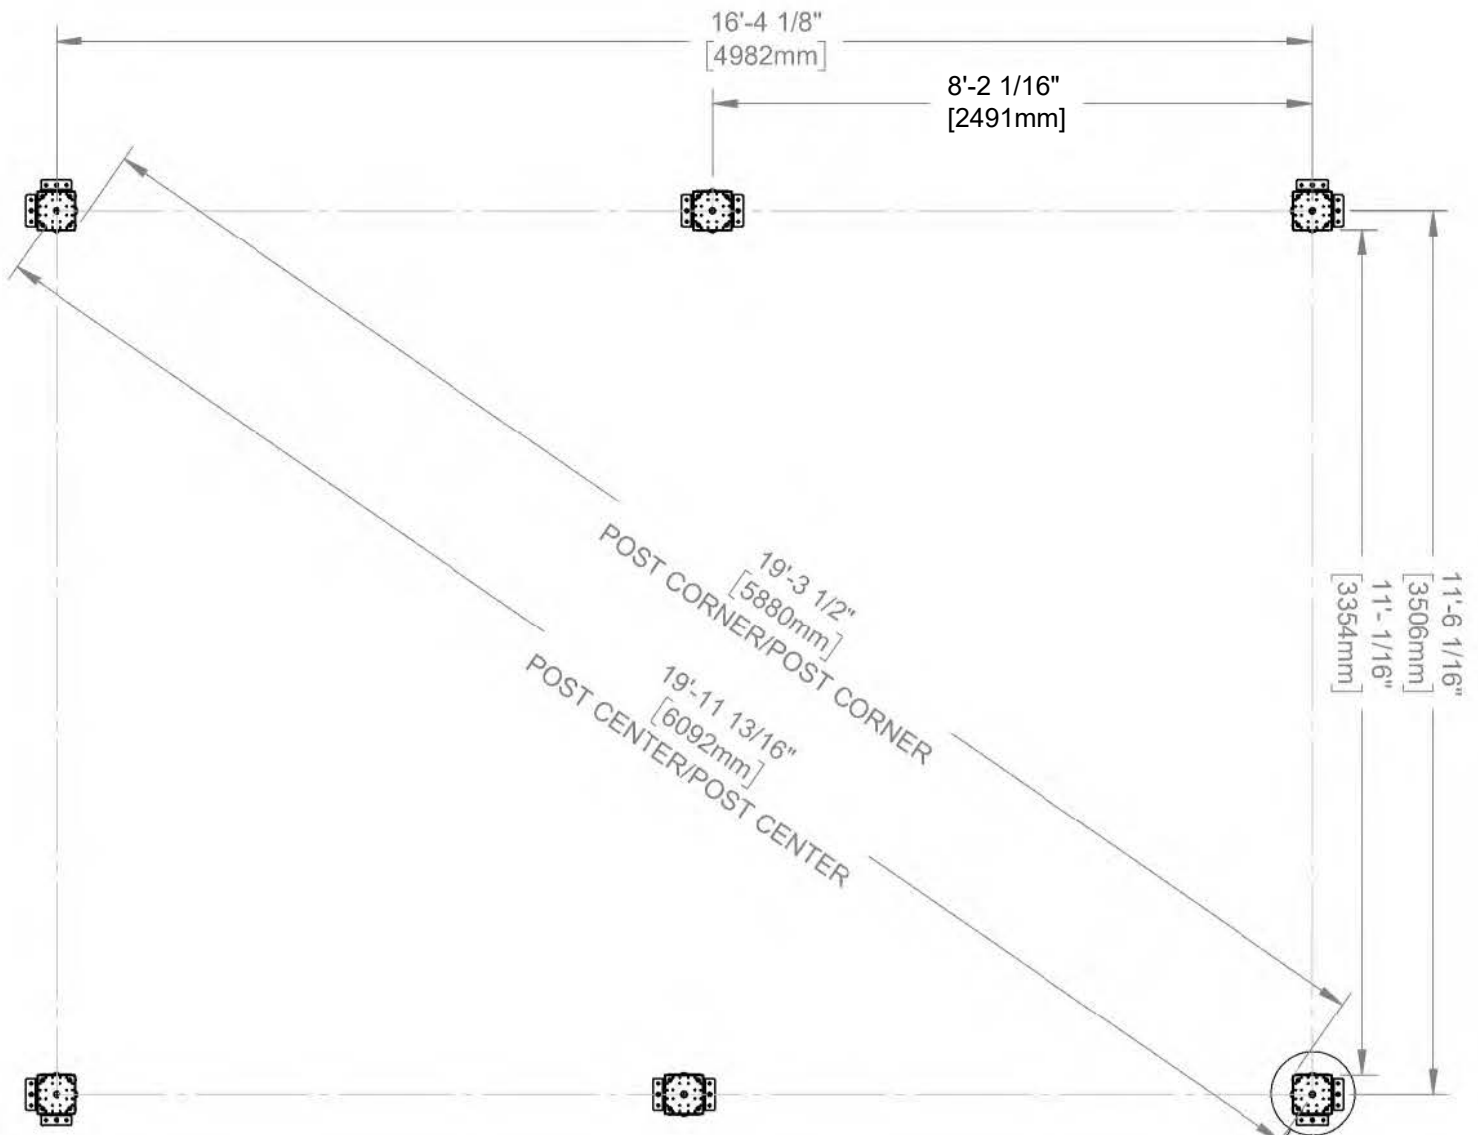 16'-4 1/8"
[4982mm]
8'-2 1/16"
[2491mm]
19'-3 1/2"
[5880mm]
POST CORNER/POST CORNER
19'-11 13/16"
[6092mm]
POST CENTER/POST CENTER
11'-6 1/16"
[3506mm]
11'- 1/16"
[3354mm]